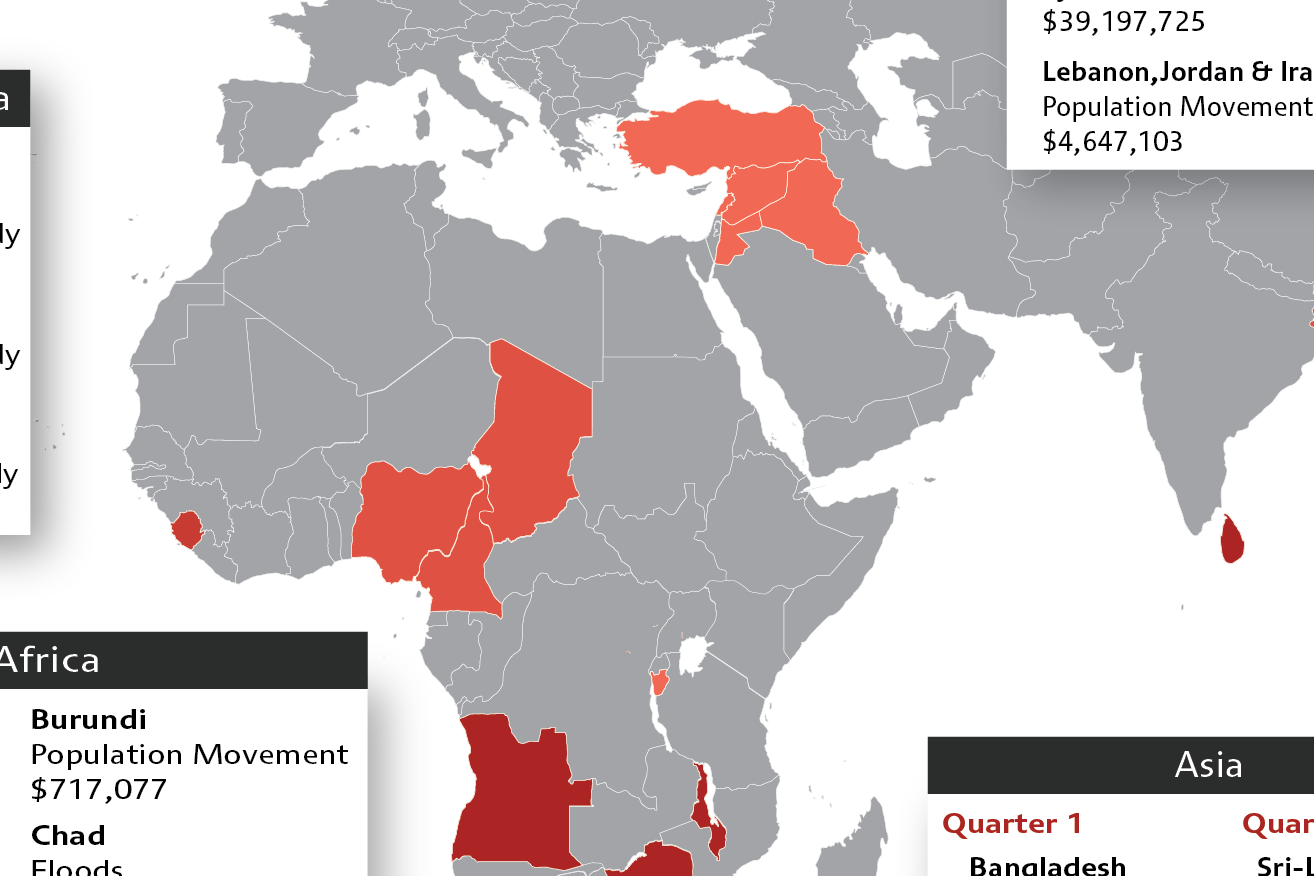 $39,197,725
Lebanon,Jordan & Ira
Population Movement
$4,647,103
a
ly
ly
ly
Africa
Burundi
Population Movement
$717,077
Chad
Floods
Asia
Quarter 1
Quar
Bangladesh
Sri-l